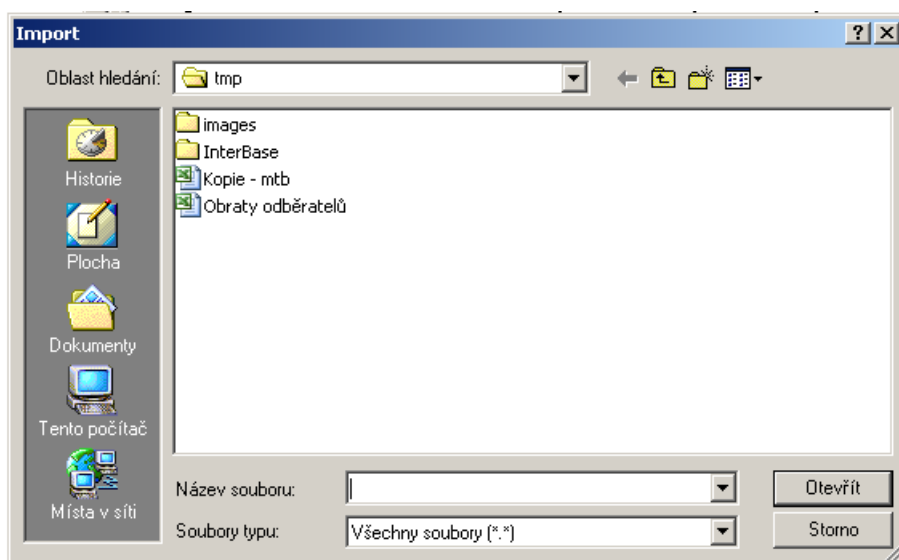 Import
Oblast hledání: tmp
Historie
Plocha
Dokumenty
Tento počítač
Místa v síti
images
InterBase
Kopie - mtb
Obraty odběratelů
Název souboru:
Otevřít
Soubory typu: Všechny soubory (*.*)
Storno